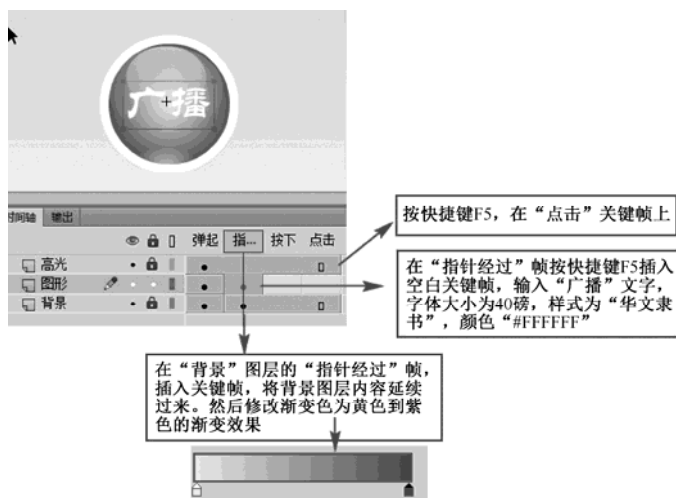 广播
时间轴 输出
弹起 指... 按下 点击
高光
图形
背景
按快捷键F5，在“点击”关键帧上
在“指针经过”帧按快捷键F5插入
空白关键帧，输入“广播”文字，
字体大小为40磅，样式为“华文隶
书”，颜色“#FFFFFF”
在“背景”图层的“指针经过”帧，
插入关键帧，将背景图层内容延续
过来。然后修改渐变色为黄色到紫
色的渐变效果